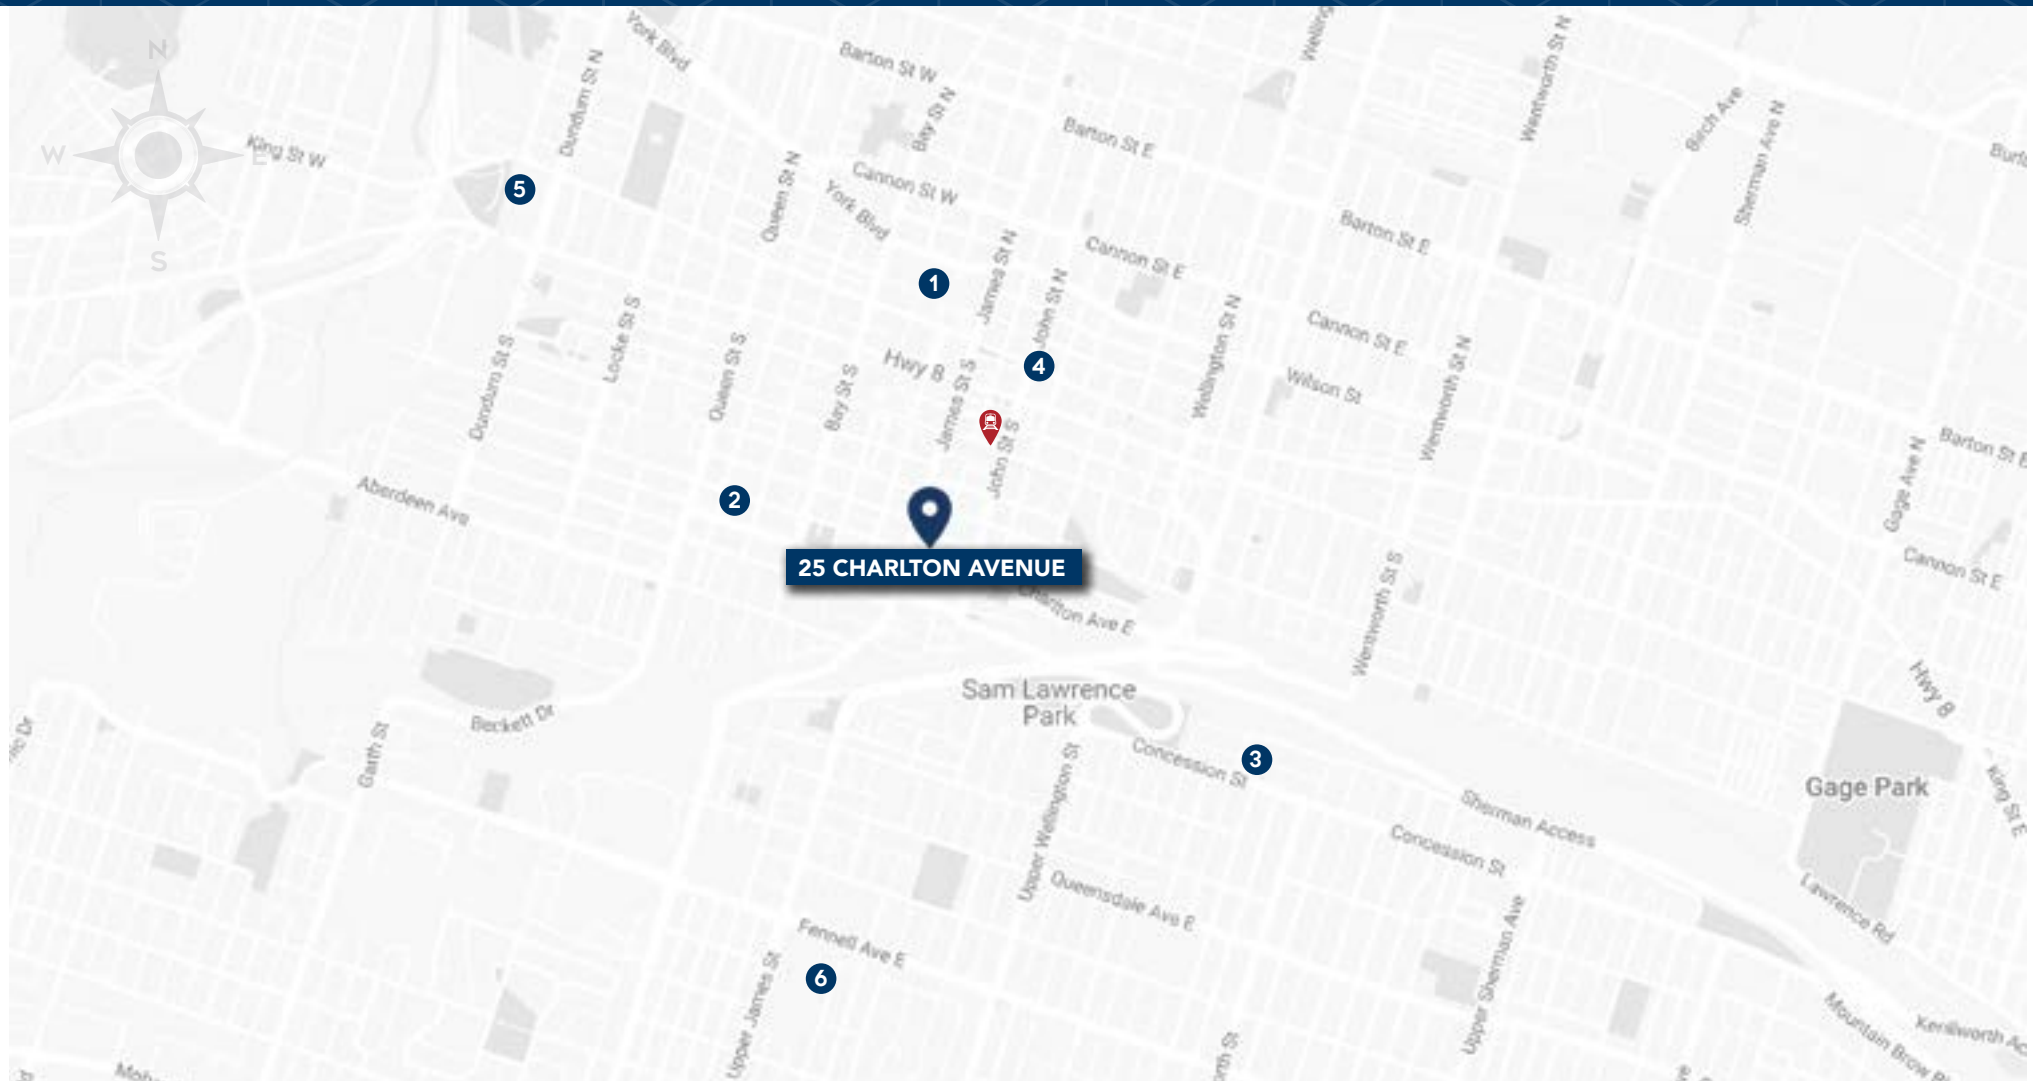 N
W
E
S
King St W
Dundurn St N
York Blvd
Barton St W
Bay St N
Barton St E
Wentworth St N
Birch Ave
Sherman Ave N
5
Queen St N
Cannon St W
York Blvd
1
James St N
John St N
Cannon St E
Barton St E
Dundurn St S
Locke St S
Queen St S
Bay St S
Hwy 8
James St S
4
Wellington St N
Cannon St E
Wilson St
Wentworth St N
John St S
Gage Ave N
Barton St E
Aberdeen Ave
2
25 CHARLTON AVENUE
Charlton Ave E
Wentworth St S
Cannon St E
Hwy 8
Sam Lawrence
Park
Beckett Dr
Garth St
Concession St
3
Upper Wellington St
Gage Park
King St E
Sherman Access
Concession St
Queensdale Ave E
Lawrence Rd
Fennell Ave E
6
Upper James St
Upper Sherman Ave
Mountain Brow